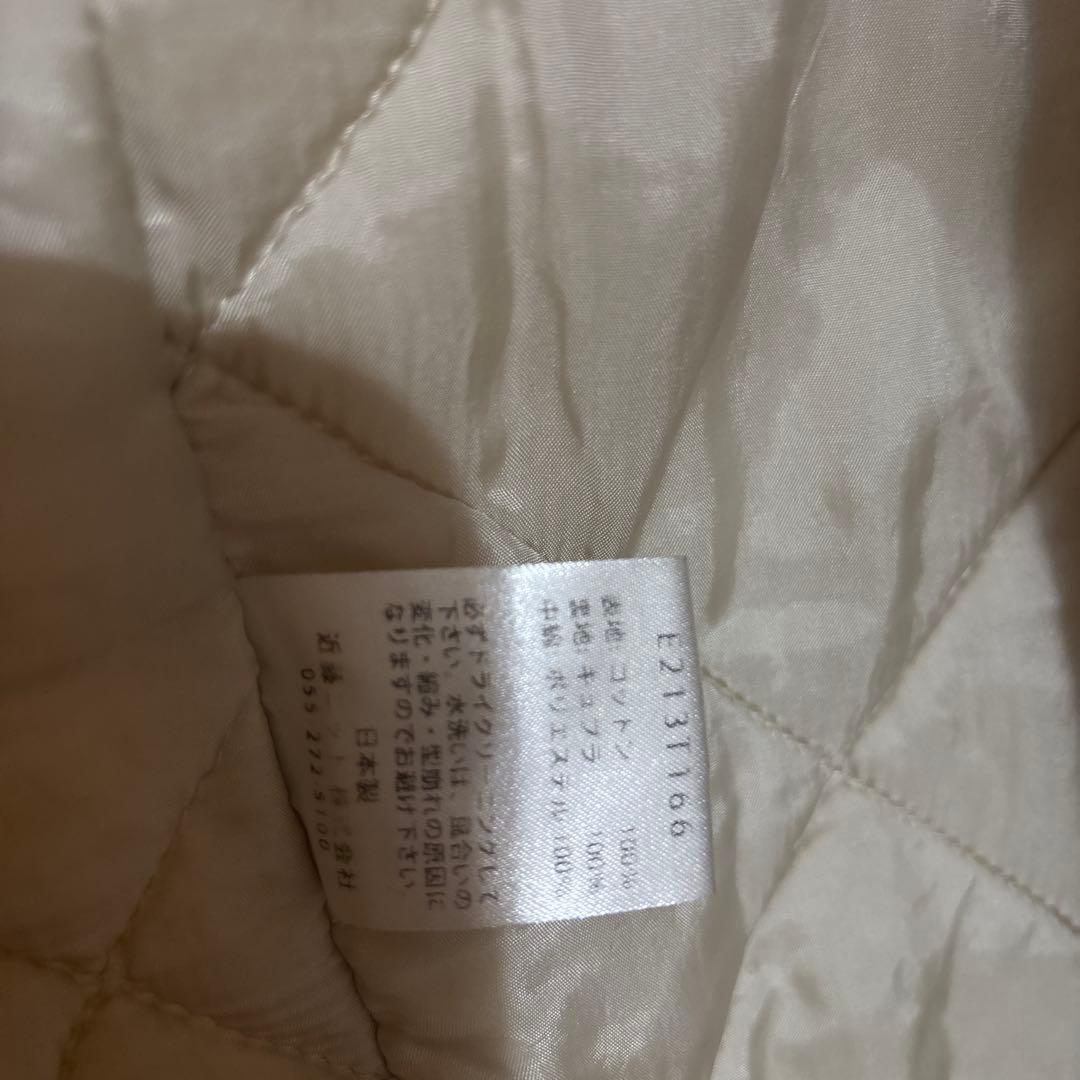 E213T166
表地: コットン 100%
裏地: キュプラ 100%
中綿 ポリエステル 100%
必ずドライクリーニングして
下さい。水洗いは、風合いの
変化・縮み・型崩れの原因に
なりますのでお避け下さい
日本製
近藤ニット株式会社
055 272 5100